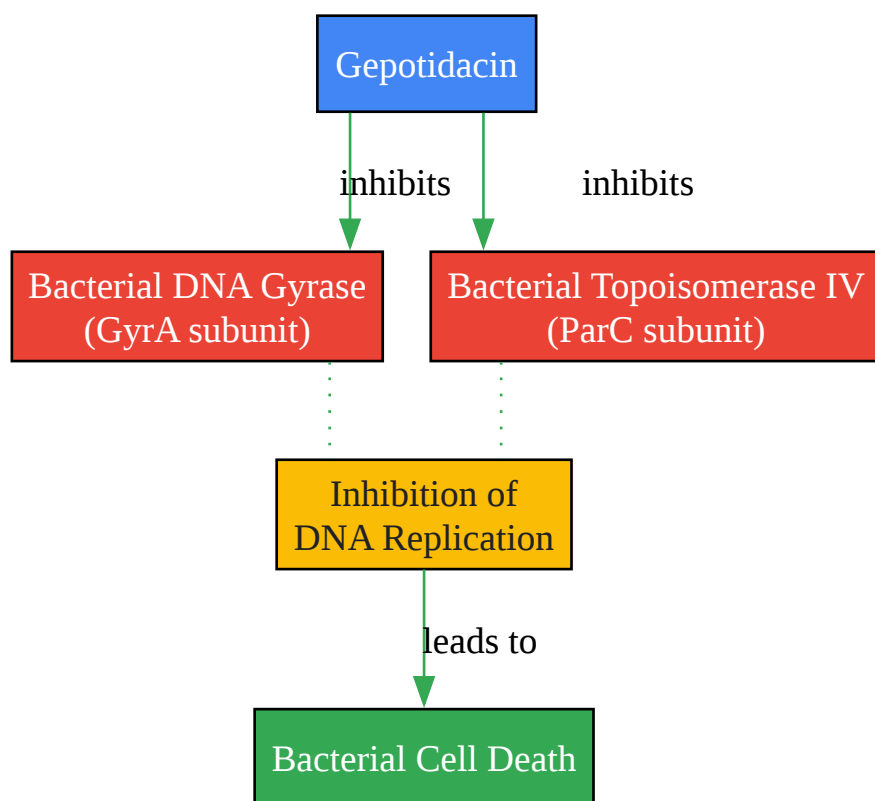 Gepotidacin
inhibits
inhibits
Bacterial DNA Gyrase
(GyrA subunit)
Bacterial Topoisomerase IV
(ParC subunit)
Inhibition of
DNA Replication
leads to
Bacterial Cell Death